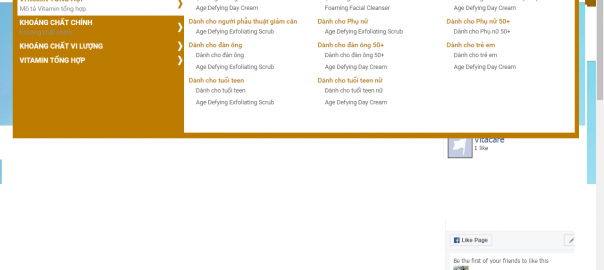 Mô tả Vitamin tổng hợp
KHOÁNG CHẤT CHÍNH
Khoáng chất chính
KHOÁNG CHẤT VI LƯỢNG
VITAMIN TỔNG HỢP
Age Defying Day Cream
Dành cho người phẫu thuật giảm cân
Age Defying Exfoliating Scrub
Dành cho đàn ông
Dành cho đàn ông
Age Defying Exfoliating Scrub
Dành cho tuổi teen
Dành cho tuổi teen
Age Defying Exfoliating Scrub
Foaming Facial Cleanser
Dành cho Phụ nữ
Age Defying Exfoliating Scrub
Dành cho đàn ông 50+
Dành cho đàn ông 50+
Age Defying Day Cream
Dành cho tuổi teen nữ
Dành cho tuổi teen nữ
Age Defying Day Cream
Age Defying Day Cream
Dành cho Phụ nữ 50+
Dành cho Phụ nữ 50+
Dành cho trẻ em
Dành cho trẻ em
Age Defying Day Cream
Vitacare
1 like
Like Page
Be the first of your friends to like this